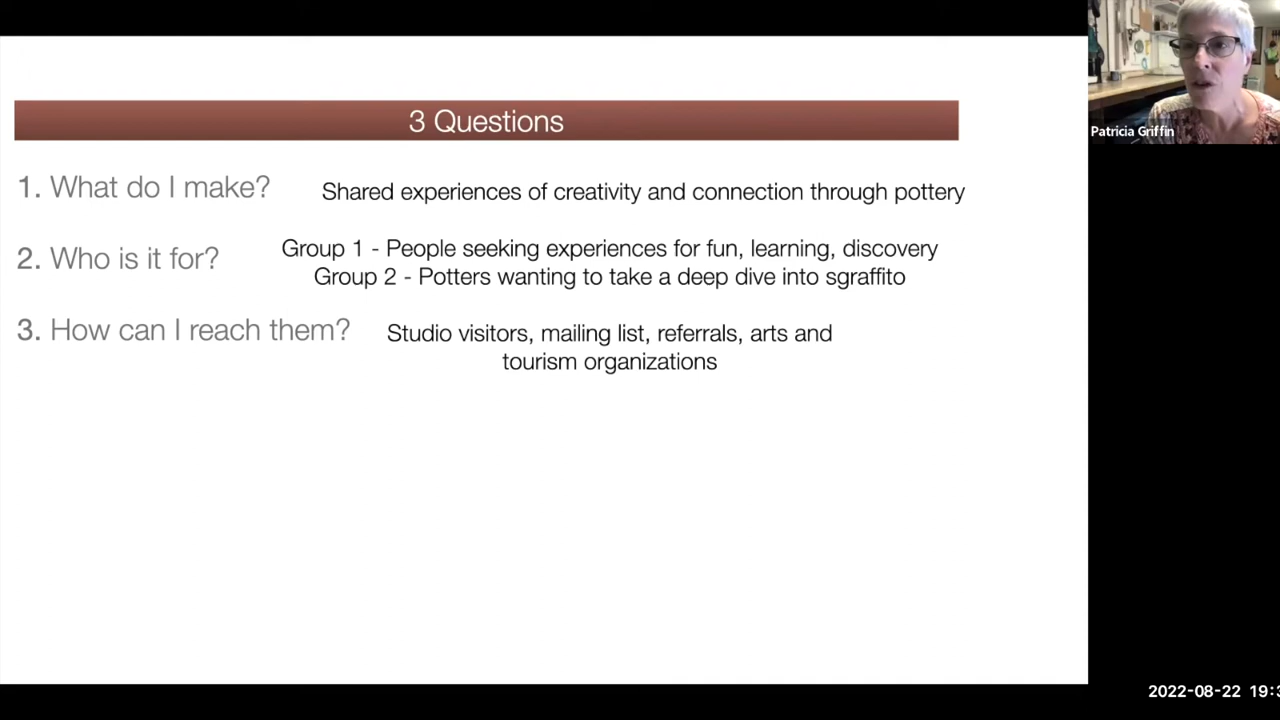 3 Questions
1. What do I make?
Shared experiences of creativity and connection through pottery
2. Who is it for?
Group 1 - People seeking experiences for fun, learning, discovery
Group 2 - Potters wanting to take a deep dive into sgraffito
3. How can I reach them?
Studio visitors, mailing list, referrals, arts and
tourism organizations
Patricia Griffin
2022-08-22 19:3